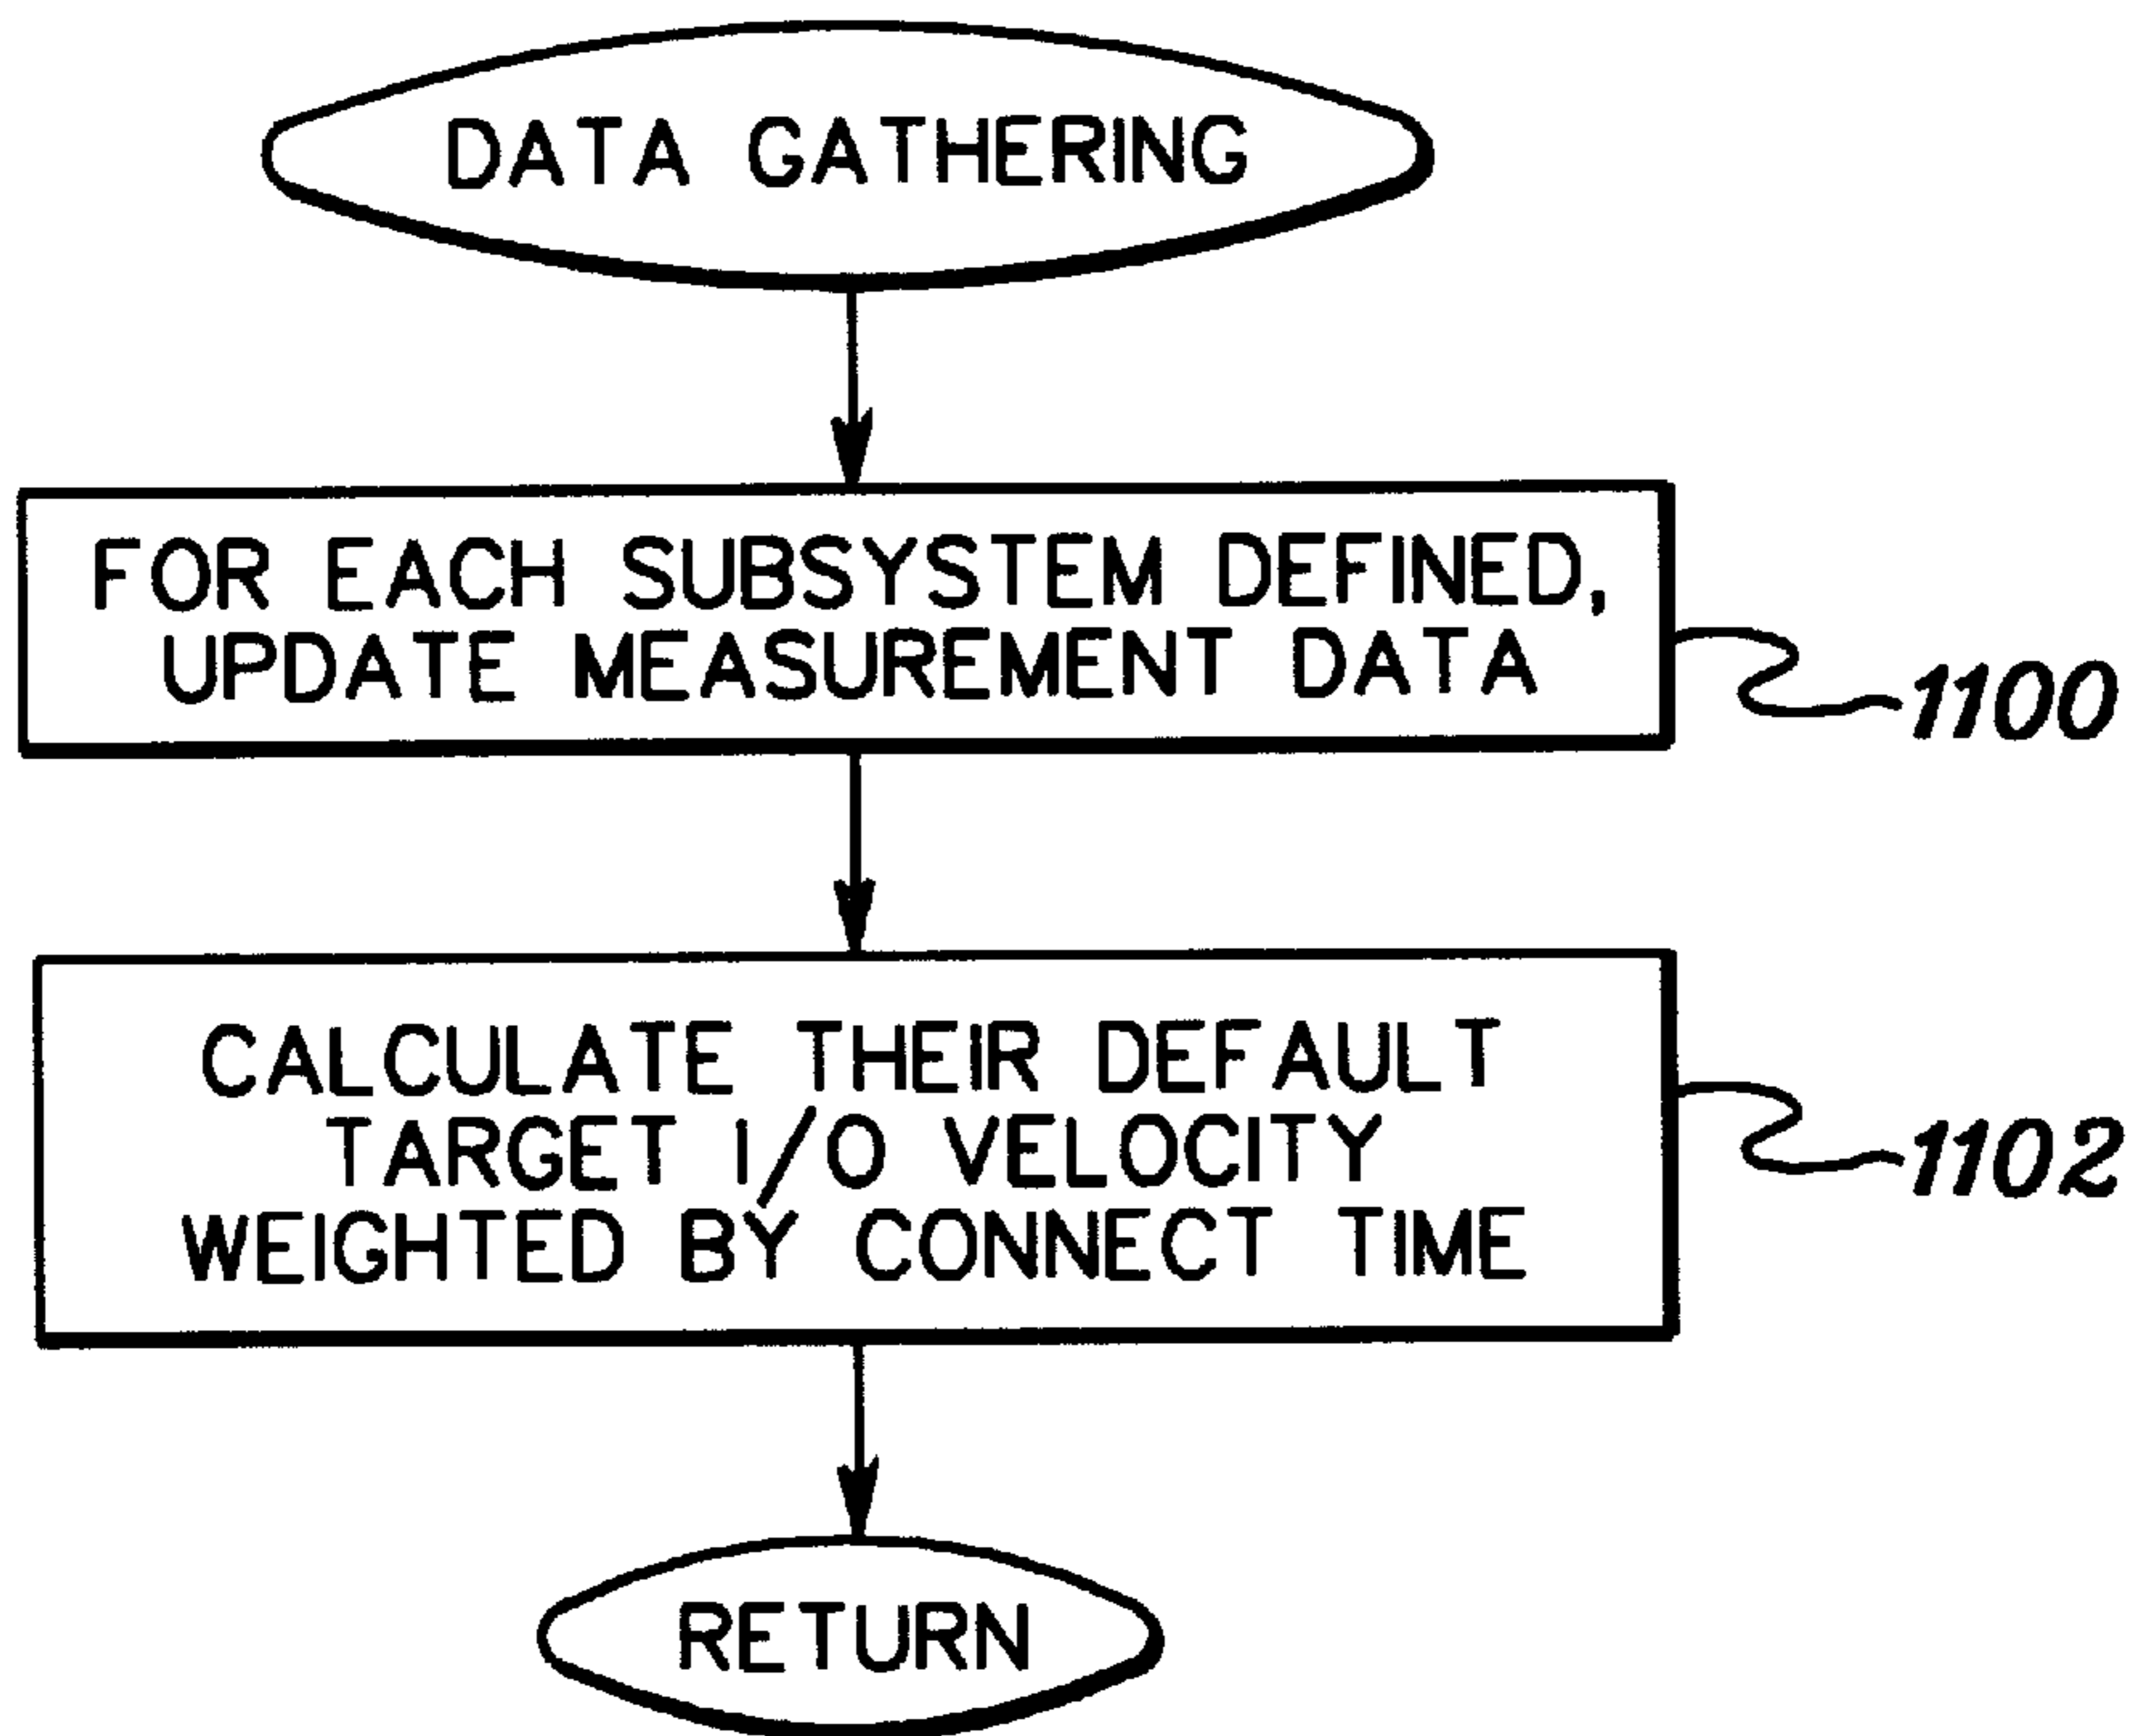 DATA GATHERING
FOR EACH SUBSYSTEM DEFINED,
UPDATE MEASUREMENT DATA
1100
CALCULATE THEIR DEFAULT
TARGET I/O VELOCITY
WEIGHTED BY CONNECT TIME
1102
RETURN